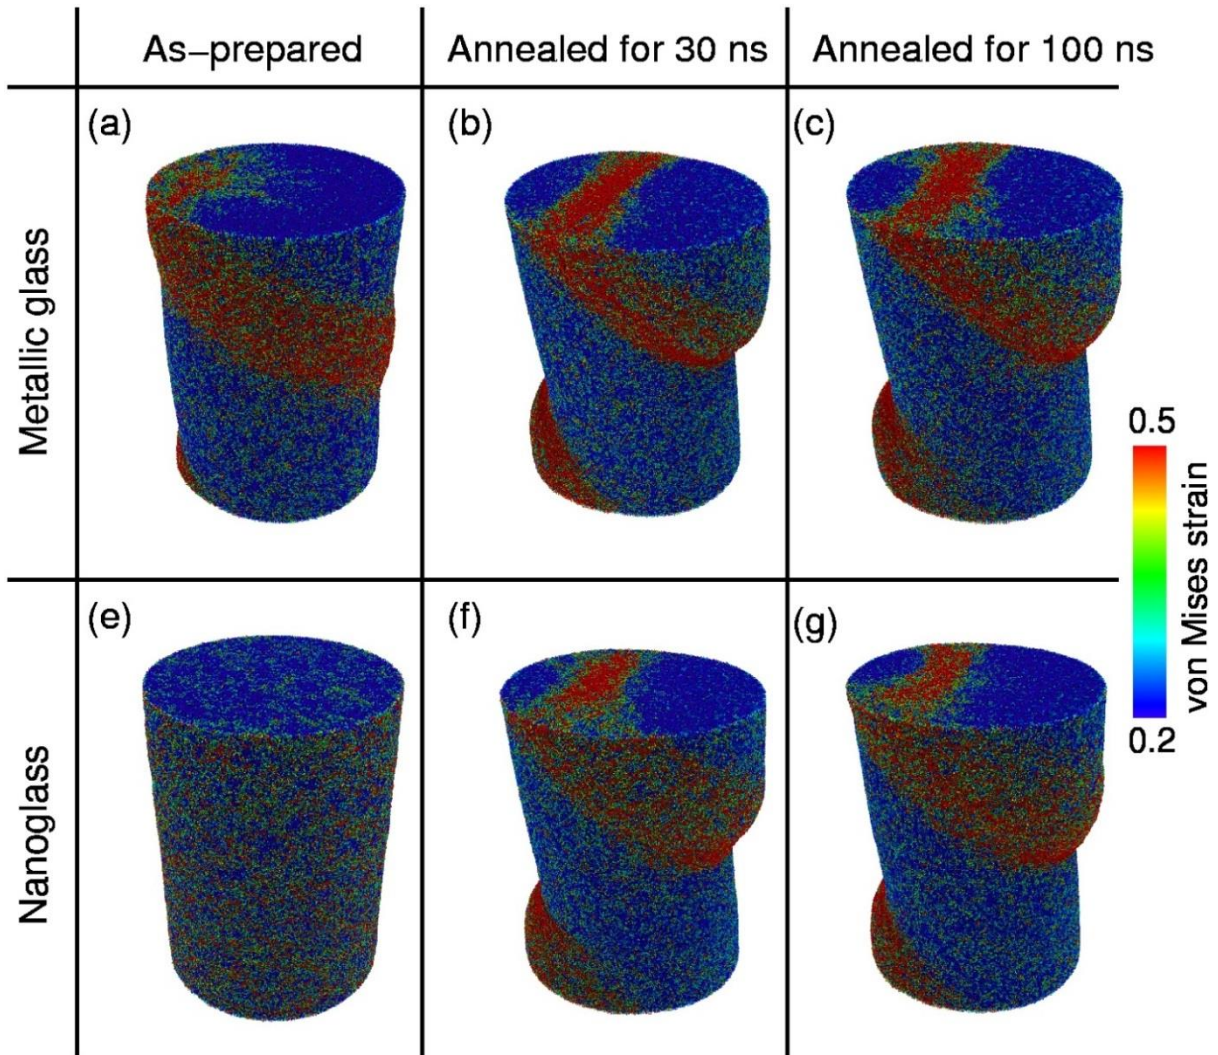 As−prepared
Annealed for 30 ns
Annealed for 100 ns
Metallic glass
(a)
(b)
(c)
0.5
von Mises strain
0.2
Nanoglass
(e)
(f)
(g)